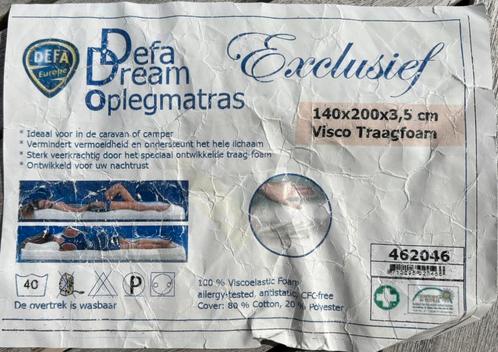 DEFA
Europe
Defa
Dream
Oplegmatras
Exclusief
140x200x3,5 cm
Visco Traagfoam
* Ideaal voor in de caravan of camper
* Vermindert vermoeidheid en ondersteunt het hele lichaam
* Sterk veerkrachtig door het speciaal ontwikkelde traag-foam
* Ontwikkeld voor uw nachtrust
462046
40
P
De overtrek is wasbaar
100 % Viscoelastic Foam
allergy-tested, antistatic, CFC-free
Cover: 80 % Cotton, 20 % Polyester